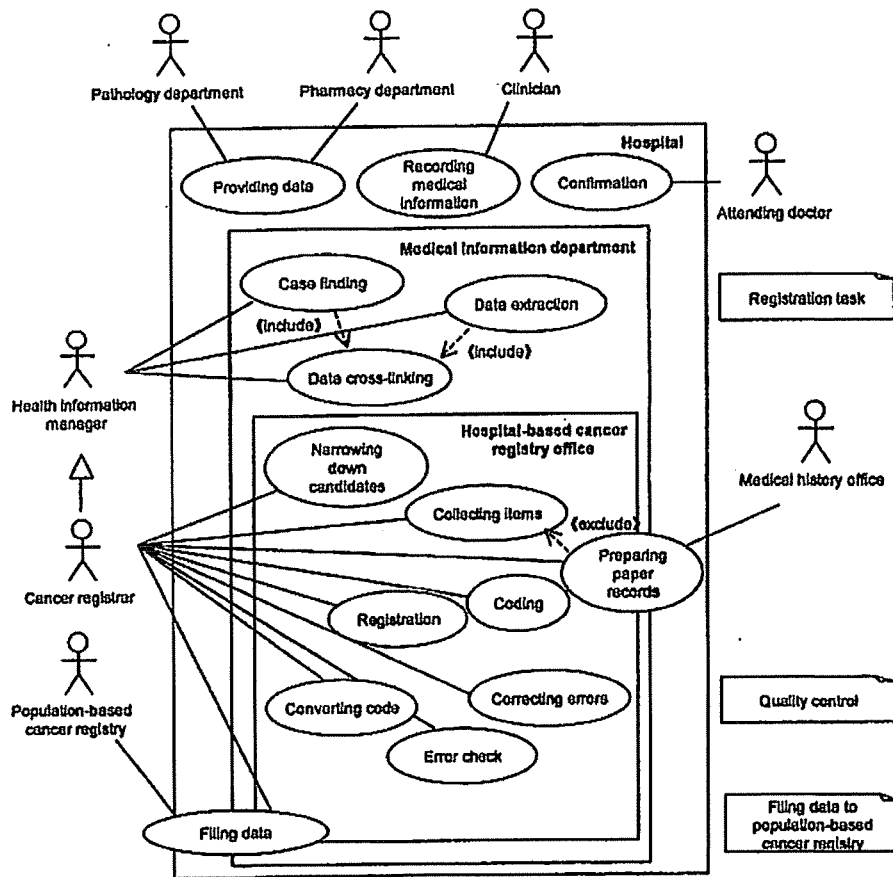 Pathology department
Pharmacy department
Clinician
Hospital
Providing data
Recording
medical
information
Confirmation
Attending doctor
Medical Information department
Case finding
Data extraction
Registration task
《include》
《include》
Data cross-linking
Health information
manager
Hospital-based cancer
registry office
Narrowing
down
candidates
Medical history office
Collecting items
《exclude》
Preparing
paper
records
Cancer registrar
Registration
Coding
Population-based
cancer registry
Converting code
Correcting errors
Quality control
Error check
Filing data
Filing data to
population-based
cancer registry